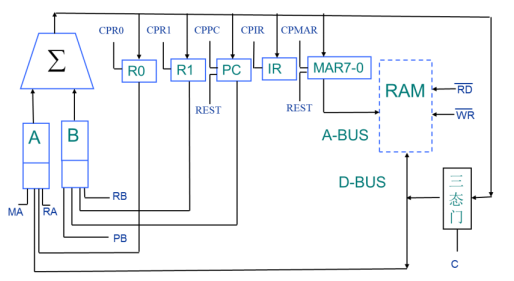 CPR0 CPR1 CPPC CPIR CPMAR
Σ
R0 R1 PC IR MAR7-0
RAM
RD
REST REST
WR
A B
A-BUS
D-BUS
三态门
MA RA RB
PB
C